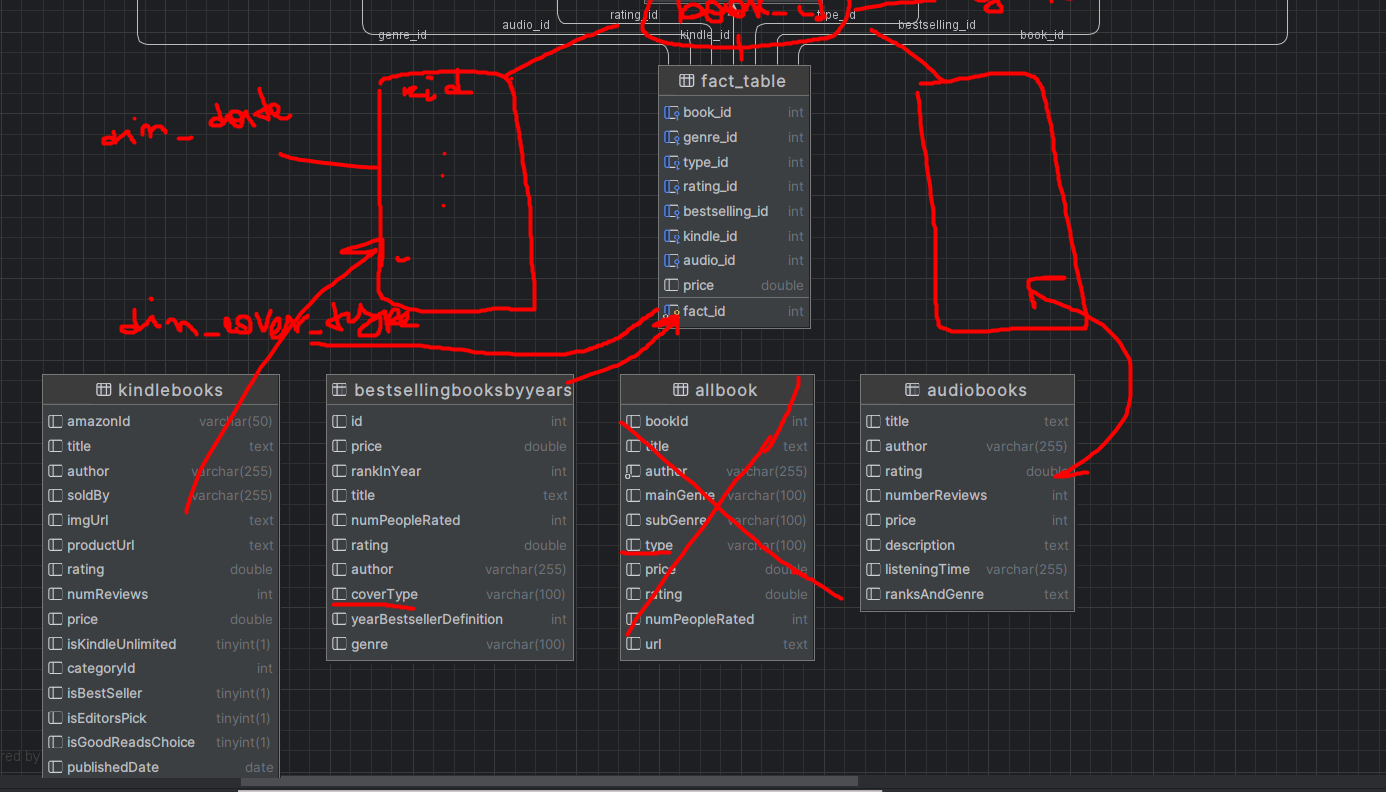 rating_id
type_id
audio_id
bestselling_id
genre_id
kindle_id
book_id
fact_table
book_id int
genre_id int
type_id int
rating_id int
bestselling_id int
kindle_id int
audio_id int
price double
fact_id int
dim_date
dim_cover_type
kindlebooks
amazonId varchar(50)
title text
author varchar(255)
soldBy varchar(255)
imgUrl text
productUrl text
rating double
numReviews int
price double
isKindleUnlimited tinyint(1)
categoryId int
isBestSeller tinyint(1)
isEditorsPick tinyint(1)
isGoodReadsChoice tinyint(1)
publishedDate date
bestsellingbooksbyyears
id int
price double
rankInYear int
title text
numPeopleRated int
rating double
author varchar(255)
coverType varchar(100)
yearBestsellerDefinition int
genre varchar(100)
allbook
bookId int
title text
author varchar(255)
mainGenre varchar(100)
subGenre varchar(100)
type varchar(100)
price double
rating double
numPeopleRated int
url text
audiobooks
title text
author varchar(255)
rating double
numberReviews int
price int
description text
listeningTime varchar(255)
ranksAndGenre text
red by